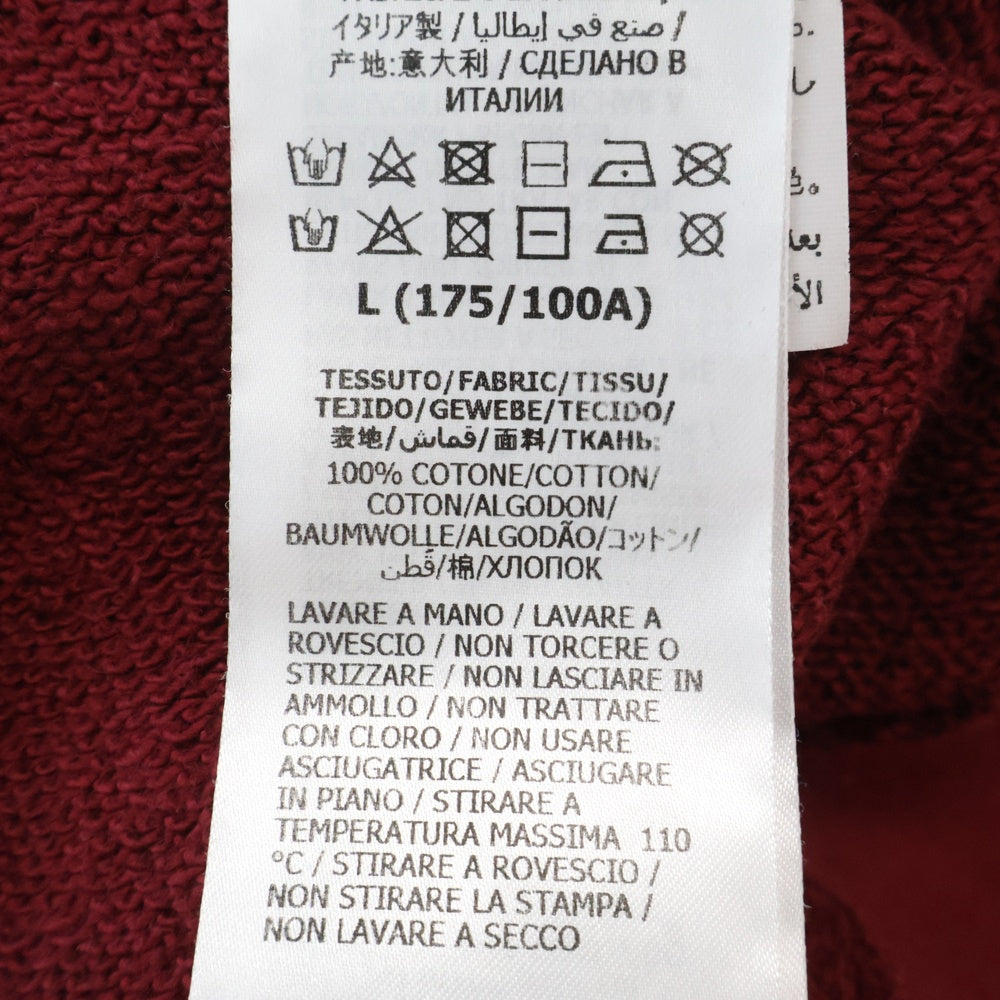 イタリア製 / صنع في إيطاليا /
产地:意大利 / СДЕЛАНО В
ИТАЛИИ
L (175/100A)
TESSUTO/FABRIC/TISSU/
TEJIDO/GEWEBE/TECIDO/
表地/قماش/面料/ТКАНЬ:
100% COTONE/COTTON/
COTON/ALGODON/
BAUMWOLLE/ALGODÃO/コットン/
قُطن/棉/ХЛОПОК
LAVARE A MANO / LAVARE A
ROVESCIO / NON TORCERE O
STRIZZARE / NON LASCIARE IN
AMMOLLO / NON TRATTARE
CON CLORO / NON USARE
ASCIUGATRICE / ASCIUGARE
IN PIANO / STIRARE A
TEMPERATURA MASSIMA 110
°C / STIRARE A ROVESCIO /
NON STIRARE LA STAMPA /
NON LAVARE A SECCO